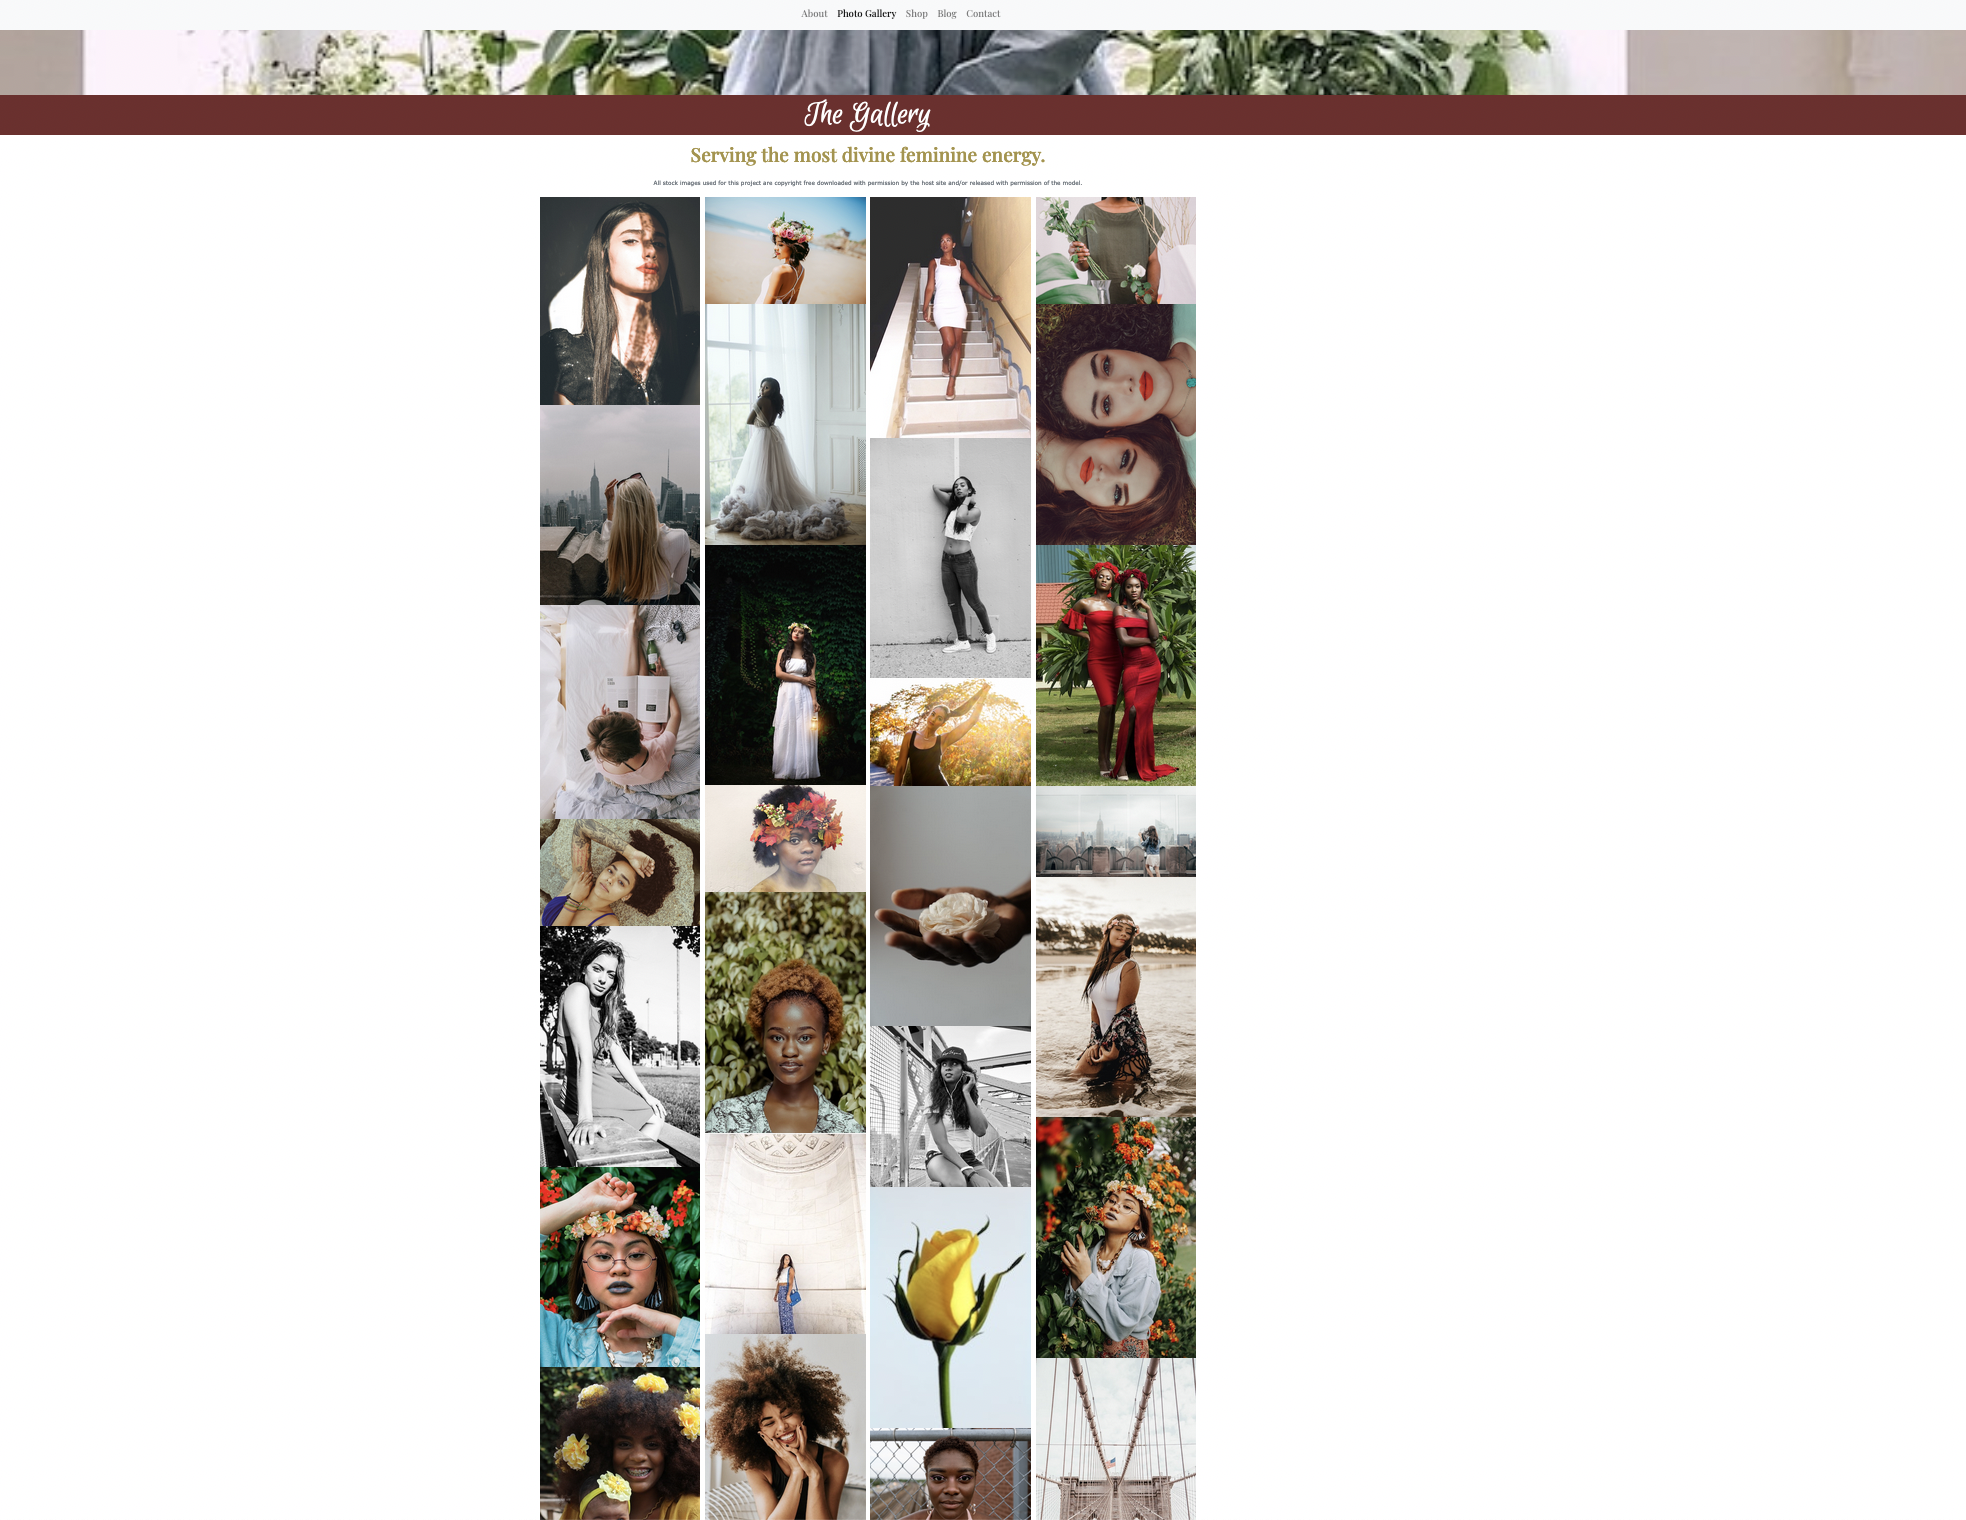 About Photo Gallery Shop Blog Contact
The Gallery
Serving the most divine feminine energy.
All stock images used for this project are copyright free downloaded with permission by the host site and/or released with permission of the model.